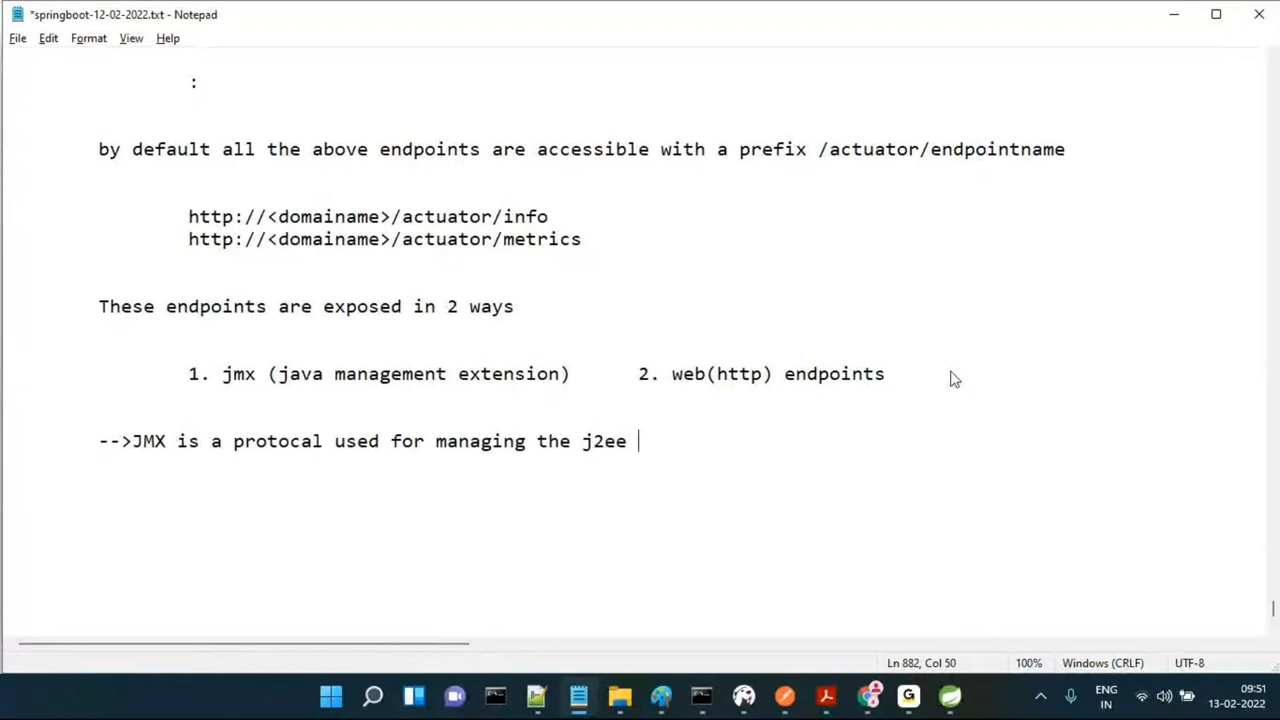 *springboot-12-02-2022.txt - Notepad
File Edit Format View Help
:
by default all the above endpoints are accessible with a prefix /actuator/endpointname
http://<domainame>/actuator/info
http://<domainame>/actuator/metrics
These endpoints are exposed in 2 ways
1. jmx (java management extension) 2. web(http) endpoints
-->JMX is a protocal used for managing the j2ee
Ln 882, Col 50 100% Windows (CRLF) UTF-8
G
ENG 09:51
IN 13-02-2022